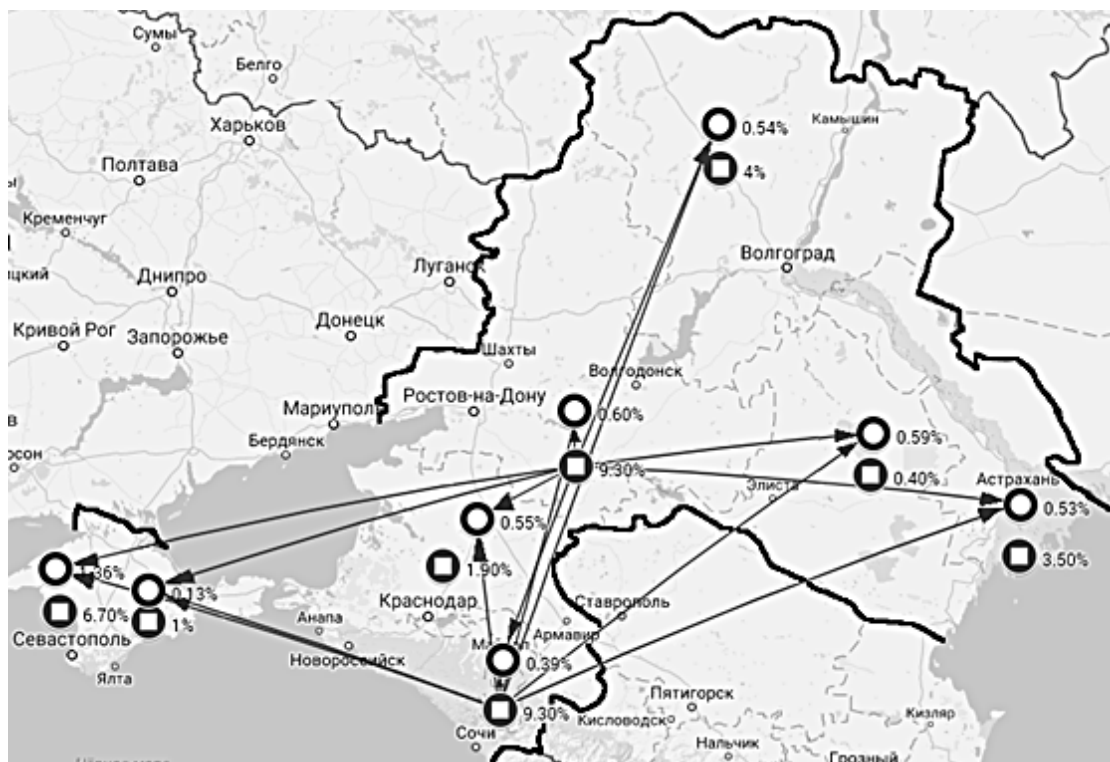 Сумы
Белго
Харьков
Полтава
Кременчуг
Днипро
Кривой Рог
Запорожье
Луганск
Донецк
Мариуполь
Бердянск
Шахты
Ростов-на-Дону
Волгодонск
Камышин
Волгоград
0.54%
4%
0.60%
9.30%
0.59%
0.40%
Элиста
Астрахань
0.53%
3.50%
0.55%
1.90%
Краснодар
Анапа
Новороссийск
0.13%
6.70%
1%
Севастополь
Ялта
Ставрополь
Армавир
0.39%
9.30%
Сочи
Пятигорск
Кисловодск
Нальчик
Кизляр
Грозный